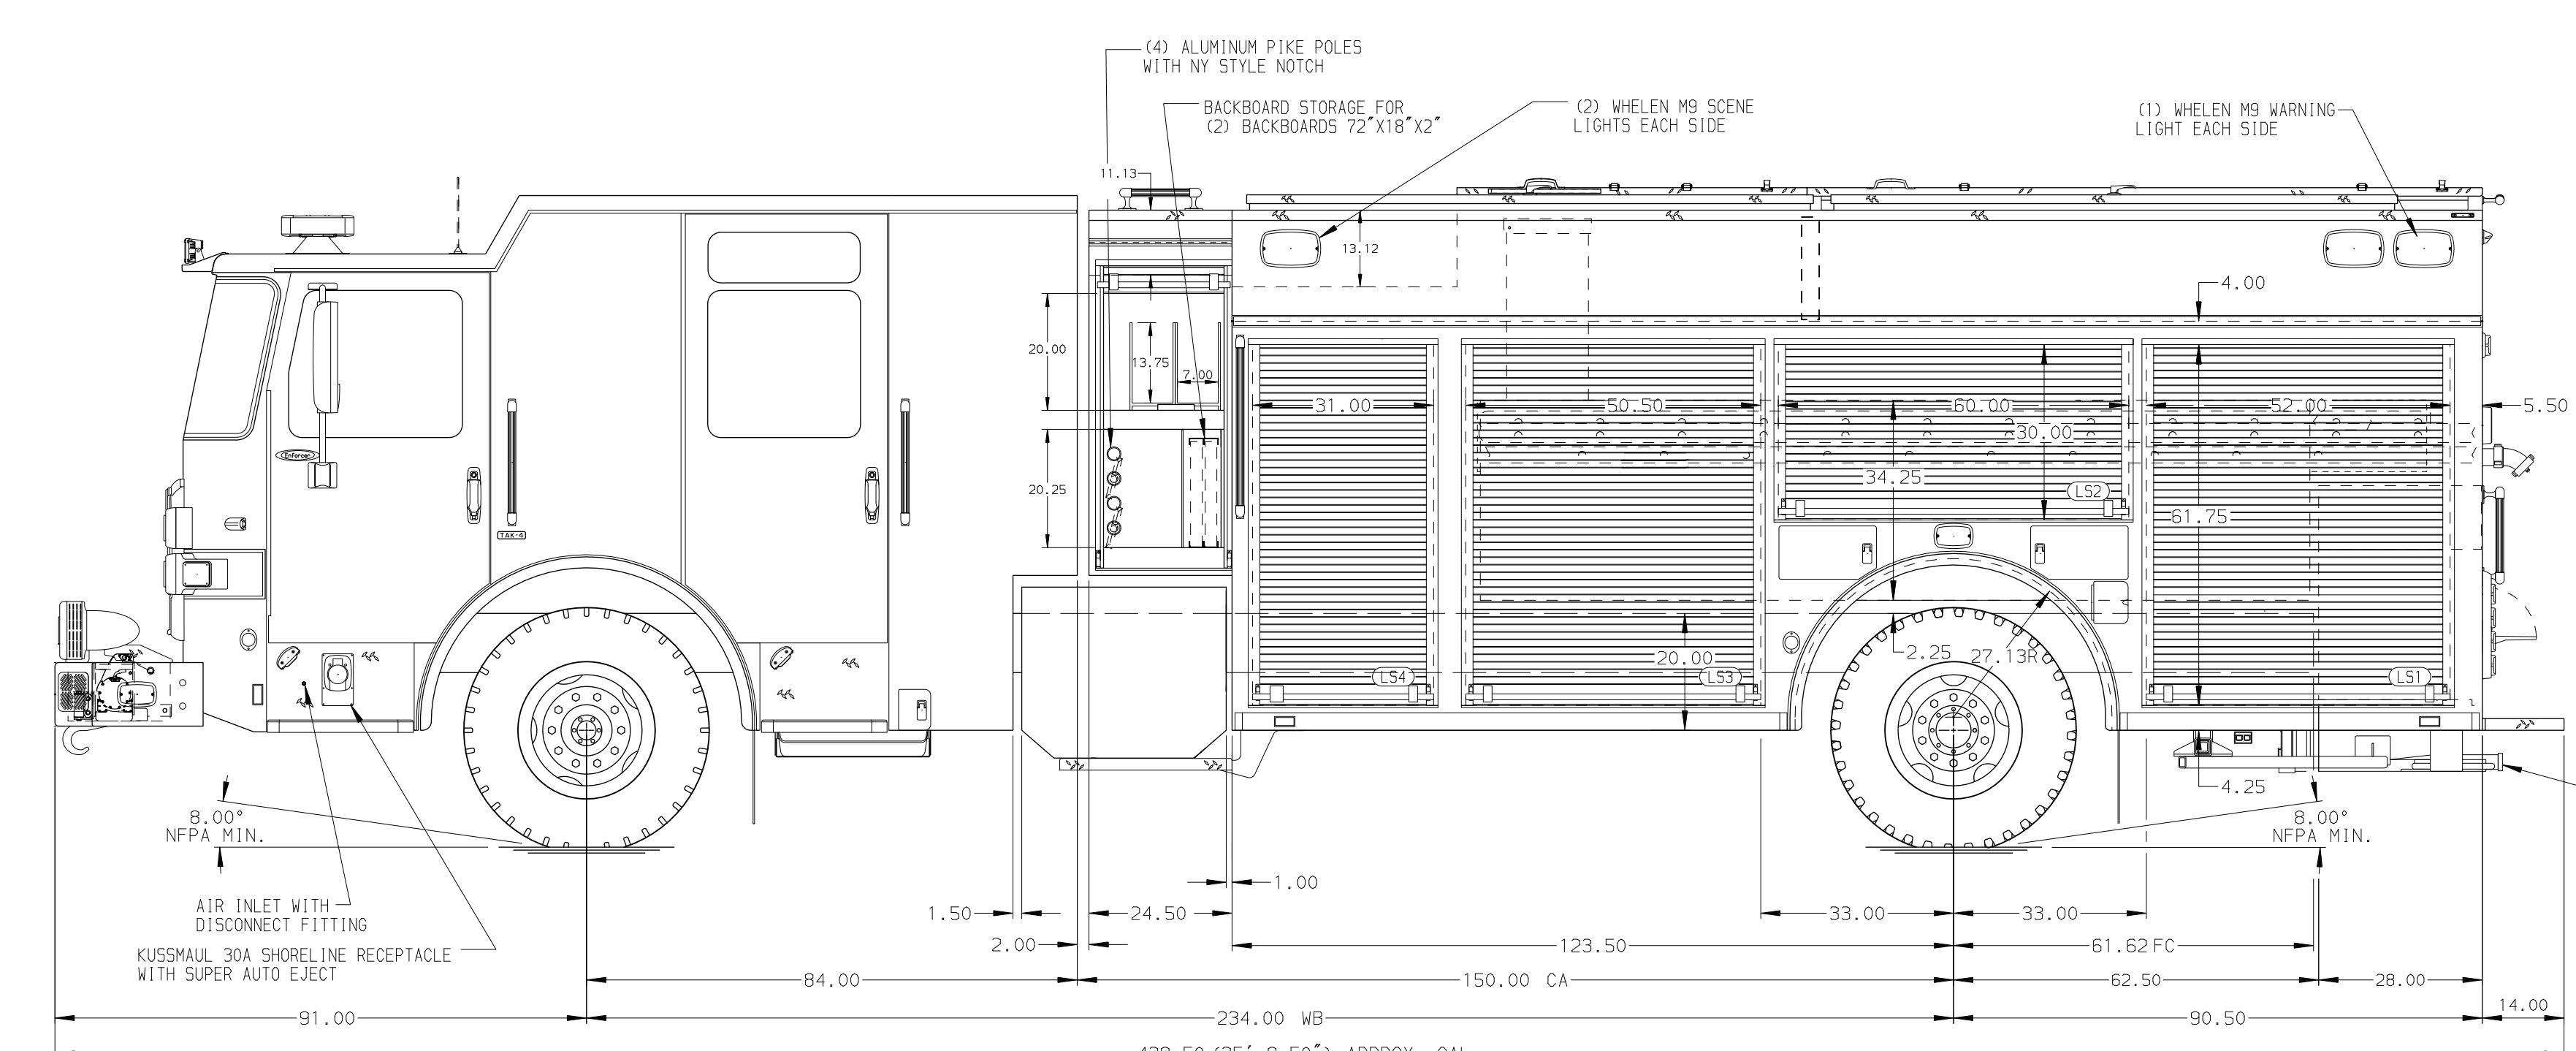 (4) ALUMINUM PIKE POLES
WITH NY STYLE NOTCH
BACKBOARD STORAGE FOR
(2) BACKBOARDS 72"X18"X2"
(2) WHELEN M9 SCENE
LIGHTS EACH SIDE
(1) WHELEN M9 WARNING
LIGHT EACH SIDE
11.13
13.12
4.00
20.00
13.75
7.00
31.00
50.50
60.00
52.00
5.50
30.00
Enforcer
34.25
20.25
LS2
61.75
TAK-4
2.25
27.13R
20.00
LS4
LS3
LS1
4.25
8.00°
NFPA MIN.
8.00°
NFPA MIN.
1.00
AIR INLET WITH
DISCONNECT FITTING
1.50
24.50
33.00
33.00
2.00
123.50
61.62 FC
KUSSMAUL 30A SHORELINE RECEPTACLE
WITH SUPER AUTO EJECT
84.00
150.00 CA
62.50
28.00
91.00
234.00 WB
90.50
14.00